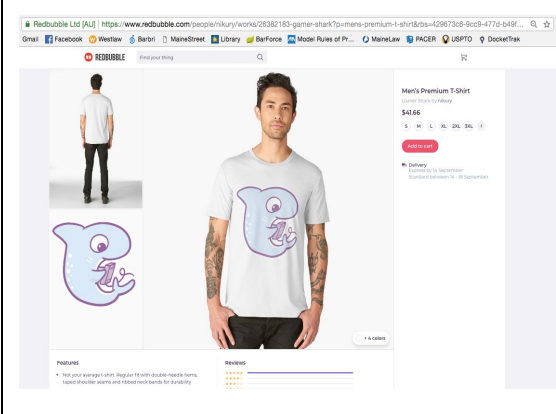 Redbubble Ltd [AU] https://www.redbubble.com/people/nikury/works/26382183-gamer-shark?p=mens-premium-t-shirt&rbs=429673c6-9cc9-477d-b49f...
Gmail Facebook Westlaw Barbri MaineStreet Library BarForce Model Rules of Pr... MaineLaw PACER USPTO DocketTrak
REDBUBBLE Find your thing
Men's Premium T-Shirt
Gamer Shark by nikury
$41.66
S M L XL 2XL 3XL
Add to cart
Delivery
Express by 14 September
Standard between 14 - 18 September
+ 4 colors
Features
Not your average t-shirt. Regular fit with double-needle hems,
taped shoulder seams and ribbed neck bands for durability
Reviews